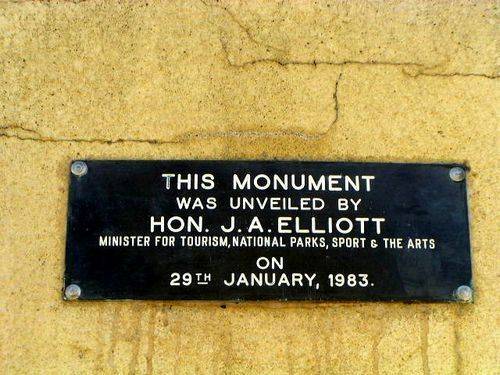 THIS MONUMENT
WAS UNVEILED BY
HON. J.A. ELLIOTT
MINISTER FOR TOURISM, NATIONAL PARKS, SPORT & THE ARTS
ON
29TH JANUARY, 1983.